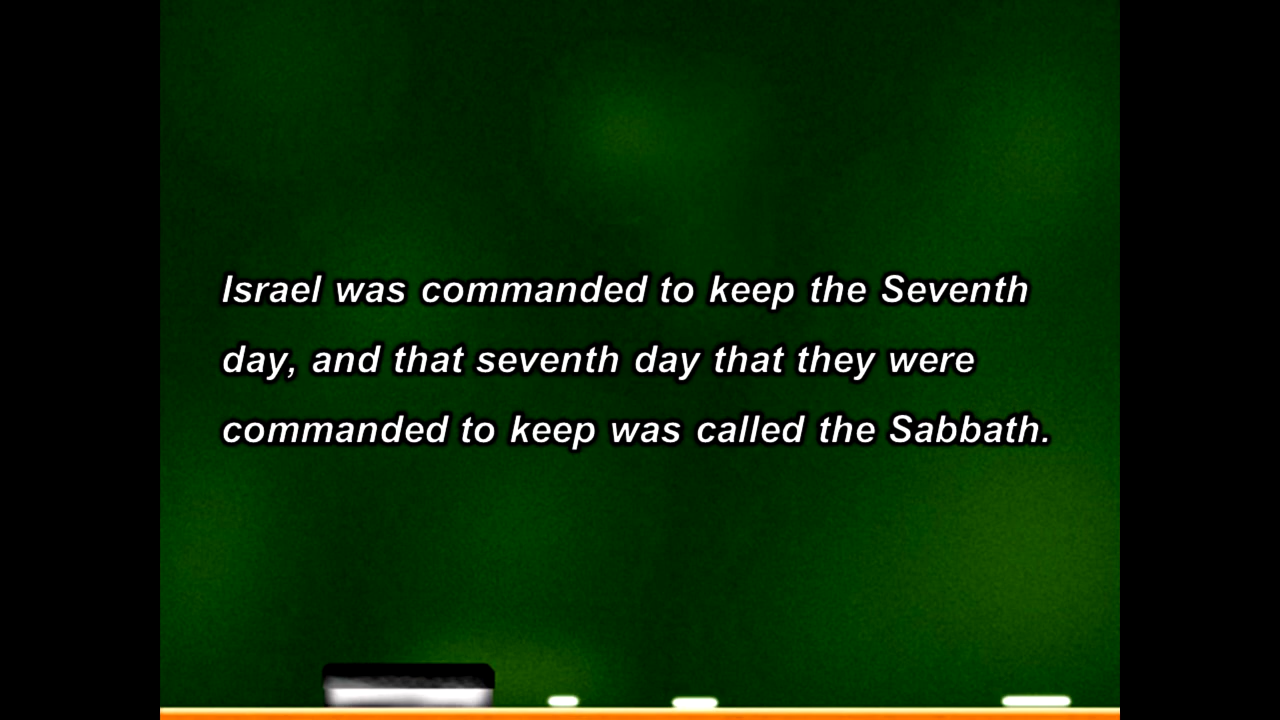 Israel was commanded to keep the Seventh
day, and that seventh day that they were
commanded to keep was called the Sabbath.